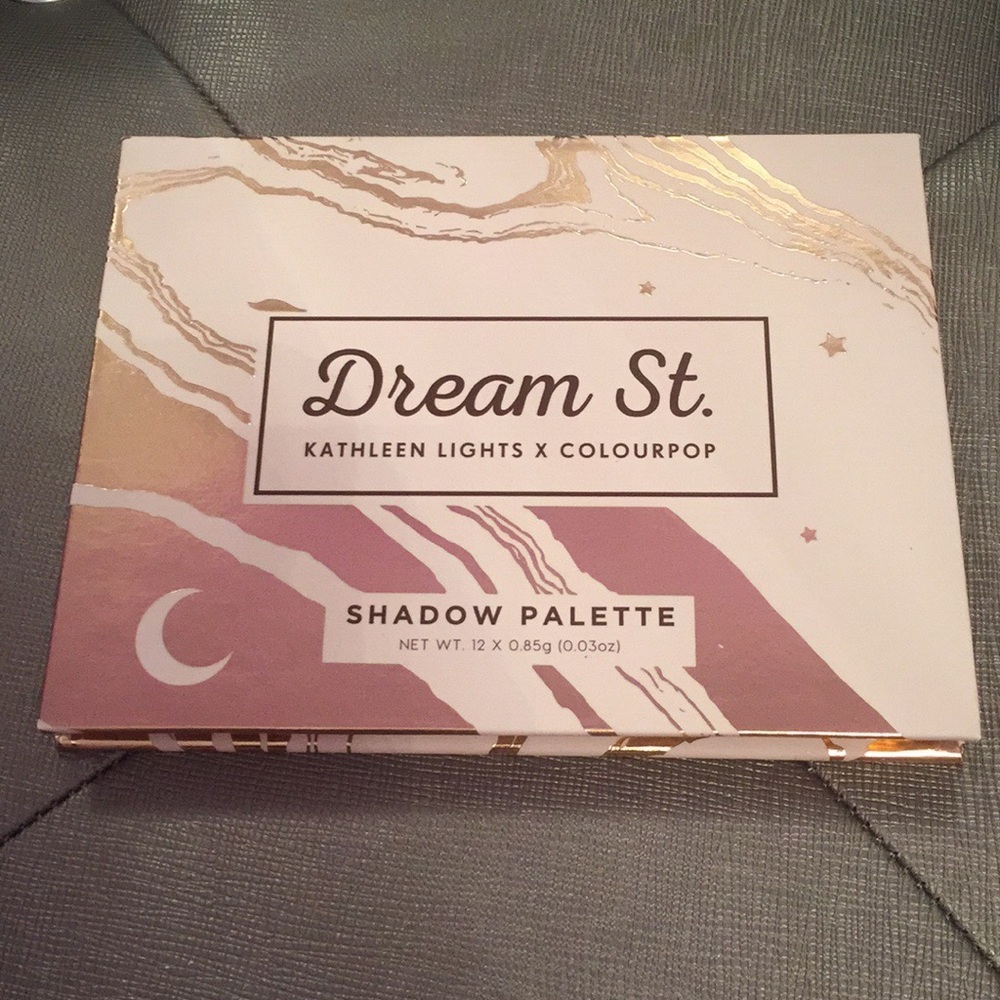 Dream St.
KATHLEEN LIGHTS X COLOURPOP
SHADOW PALETTE
NET WT. 12 X 0.85g (0.03oz)